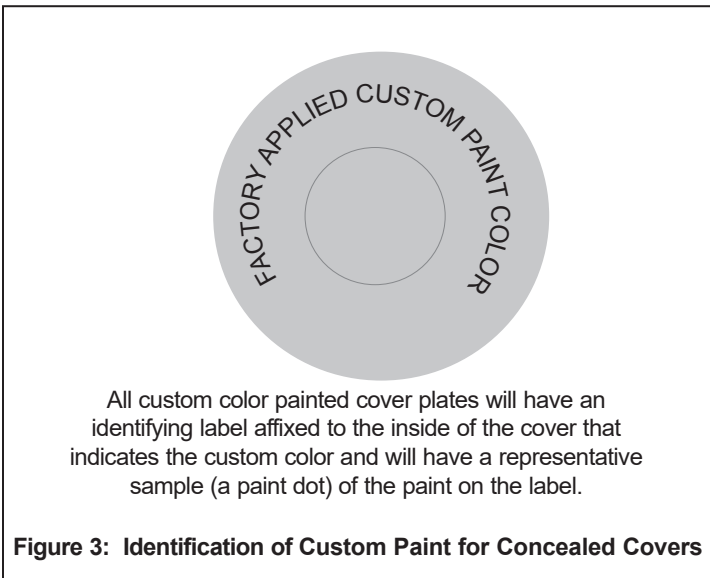 FACTORY APPLIED CUSTOM PAINT COLOR
All custom color painted cover plates will have an
identifying label affixed to the inside of the cover that
indicates the custom color and will have a representative
sample (a paint dot) of the paint on the label.
Figure 3: Identification of Custom Paint for Concealed Covers